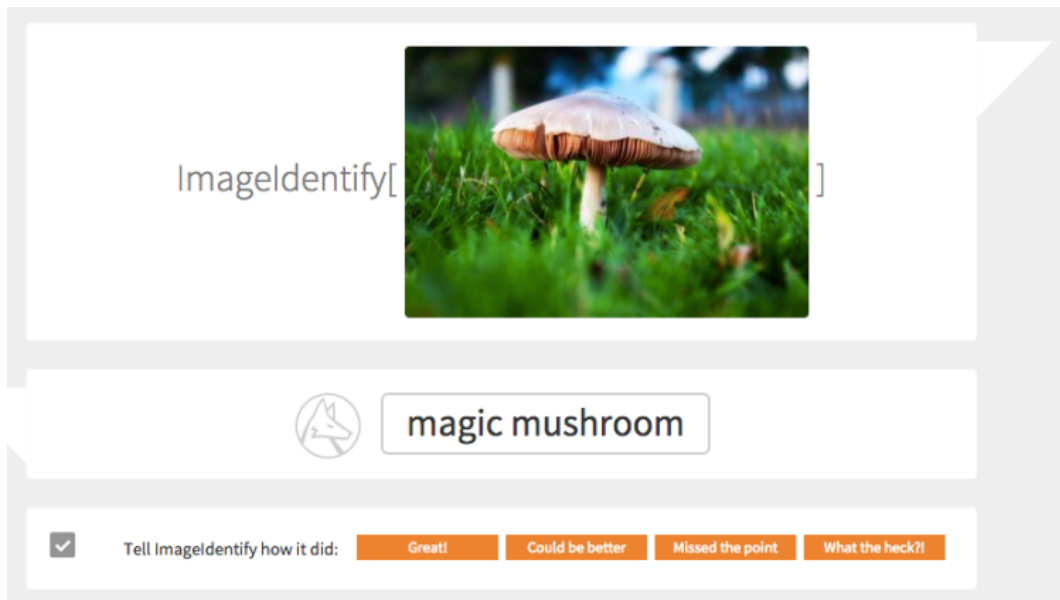 ImageIdentify[ ]
magic mushroom
Tell ImageIdentify how it did: Great! Could be better Missed the point What the heck?!